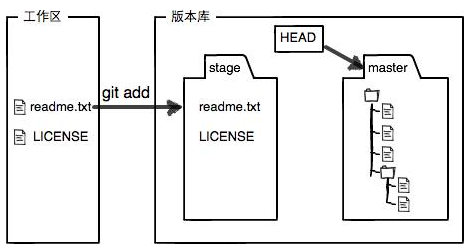 工作区
版本库
HEAD
stage
master
git add
readme.txt
readme.txt
LICENSE
LICENSE